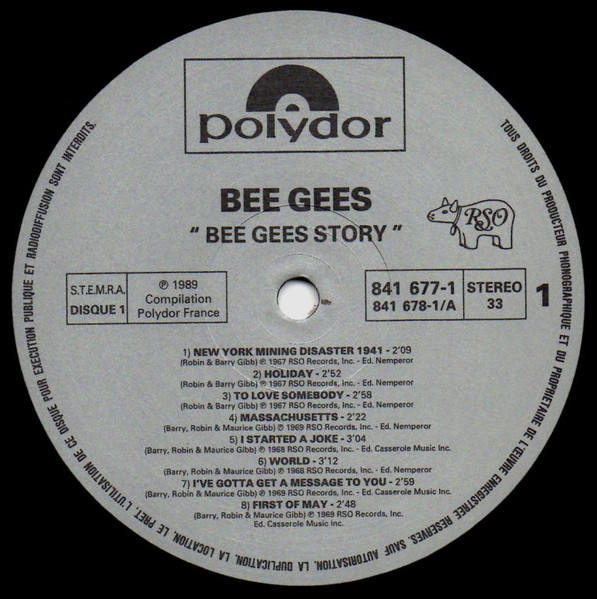 polydor
BEE GEES
" BEE GEES STORY "
RSO
S.T.E.M.R.A.
DISQUE 1
℗ 1989
Compilation
Polydor France
841 677-1
841 678-1/A
STEREO
33
1
1) NEW YORK MINING DISASTER 1941 - 2'09
(Robin & Barry Gibb) ℗ 1967 RSO Records, Inc. - Ed. Nemperor
2) HOLIDAY - 2'52
(Robin & Barry Gibb) ℗ 1967 RSO Records, Inc. - Ed. Nemperor
3) TO LOVE SOMEBODY - 2'58
(Robin & Barry Gibb) ℗ 1967 RSO Records, Inc. - Ed. Nemperor
4) MASSACHUSETTS - 2'22
(Barry, Robin & Maurice Gibb) ℗ 1969 RSO Records, Inc. - Ed. Nemperor
5) I STARTED A JOKE - 3'04
(Barry, Robin & Maurice Gibb) ℗ 1968 RSO Records, Inc. - Ed. Casserole Music Inc.
6) WORLD - 3'12
(Barry, Robin & Maurice Gibb) ℗ 1968 RSO Records, Inc. - Ed. Nemperor
7) I'VE GOTTA GET A MESSAGE TO YOU - 2'59
(Barry, Robin & Maurice Gibb) ℗ 1969 RSO Records, Inc. - Ed. Casserole Music Inc.
8) FIRST OF MAY - 2'48
(Barry, Robin & Maurice Gibb) ℗ 1969 RSO Records, Inc.
Ed. Casserole Music Inc.
TOUS DROITS DU PRODUCTEUR PHONOGRAPHIQUE ET DU PROPRIETAIRE DE L'ŒUVRE ENREGISTREE RESERVES. SAUF AUTORISATION, LA DUPLICATION, LA LOCATION, LE PRET, L'UTILISATION DE CE DISQUE POUR EXECUTION PUBLIQUE ET RADIODIFFUSION SONT INTERDITS.